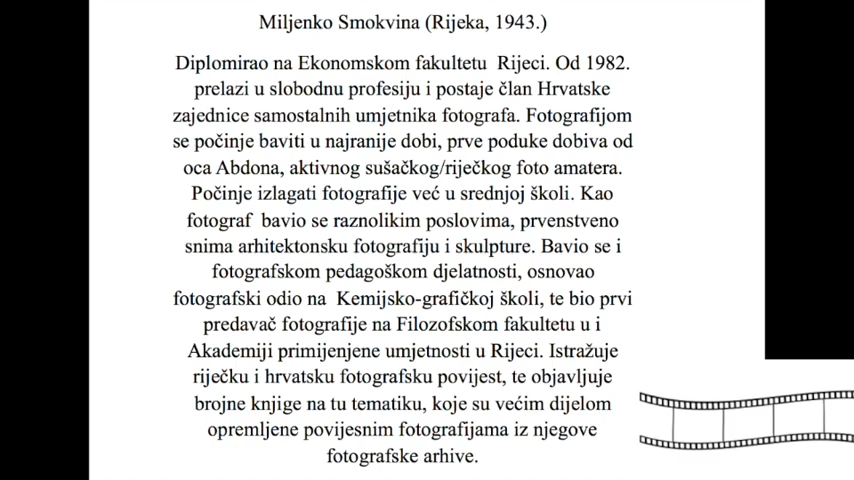 Miljenko Smokvina (Rijeka, 1943.)
Diplomirao na Ekonomskom fakultetu Rijeci. Od 1982.
prelazi u slobodnu profesiju i postaje član Hrvatske
zajednice samostalnih umjetnika fotografa. Fotografijom
se počinje baviti u najranije dobi, prve poduke dobiva od
oca Abdona, aktivnog sušačkog/riječkog foto amatera.
Počinje izlagati fotografije već u srednjoj školi. Kao
fotograf bavio se raznolikim poslovima, prvenstveno
snima arhitektonsku fotografiju i skulpture. Bavio se i
fotografskom pedagoškom djelatnosti, osnovao
fotografski odio na Kemijsko-grafičkoj školi, te bio prvi
predavač fotografije na Filozofskom fakultetu u i
Akademiji primijenjene umjetnosti u Rijeci. Istražuje
riječku i hrvatsku fotografsku povijest, te objavljuje
brojne knjige na tu tematiku, koje su većim dijelom
opremljene povijesnim fotografijama iz njegove
fotografske arhive.